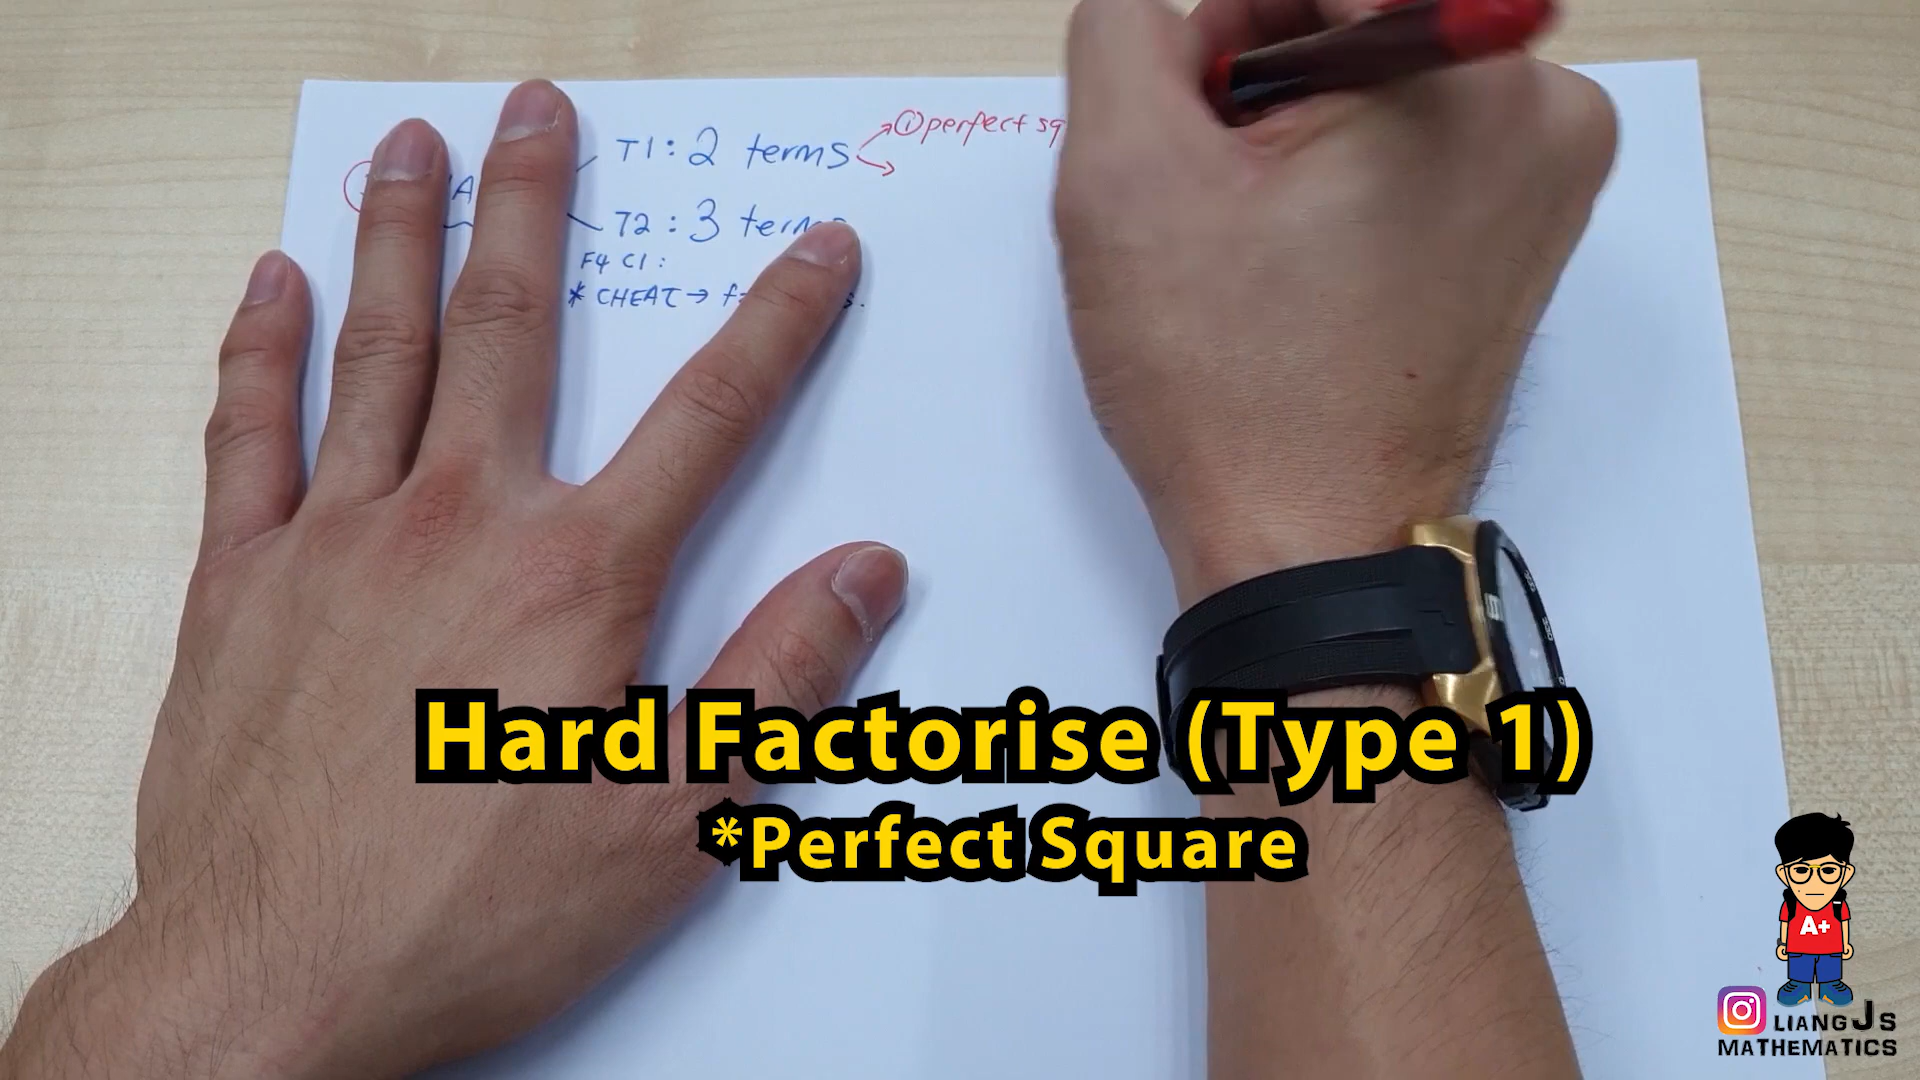 T1: 2 terms
① perfect sq
T2: 3
F4 C1:
* CHEAT →
Hard Factorise (Type 1)
*Perfect Square
A+
LIANG JS
MATHEMATICS